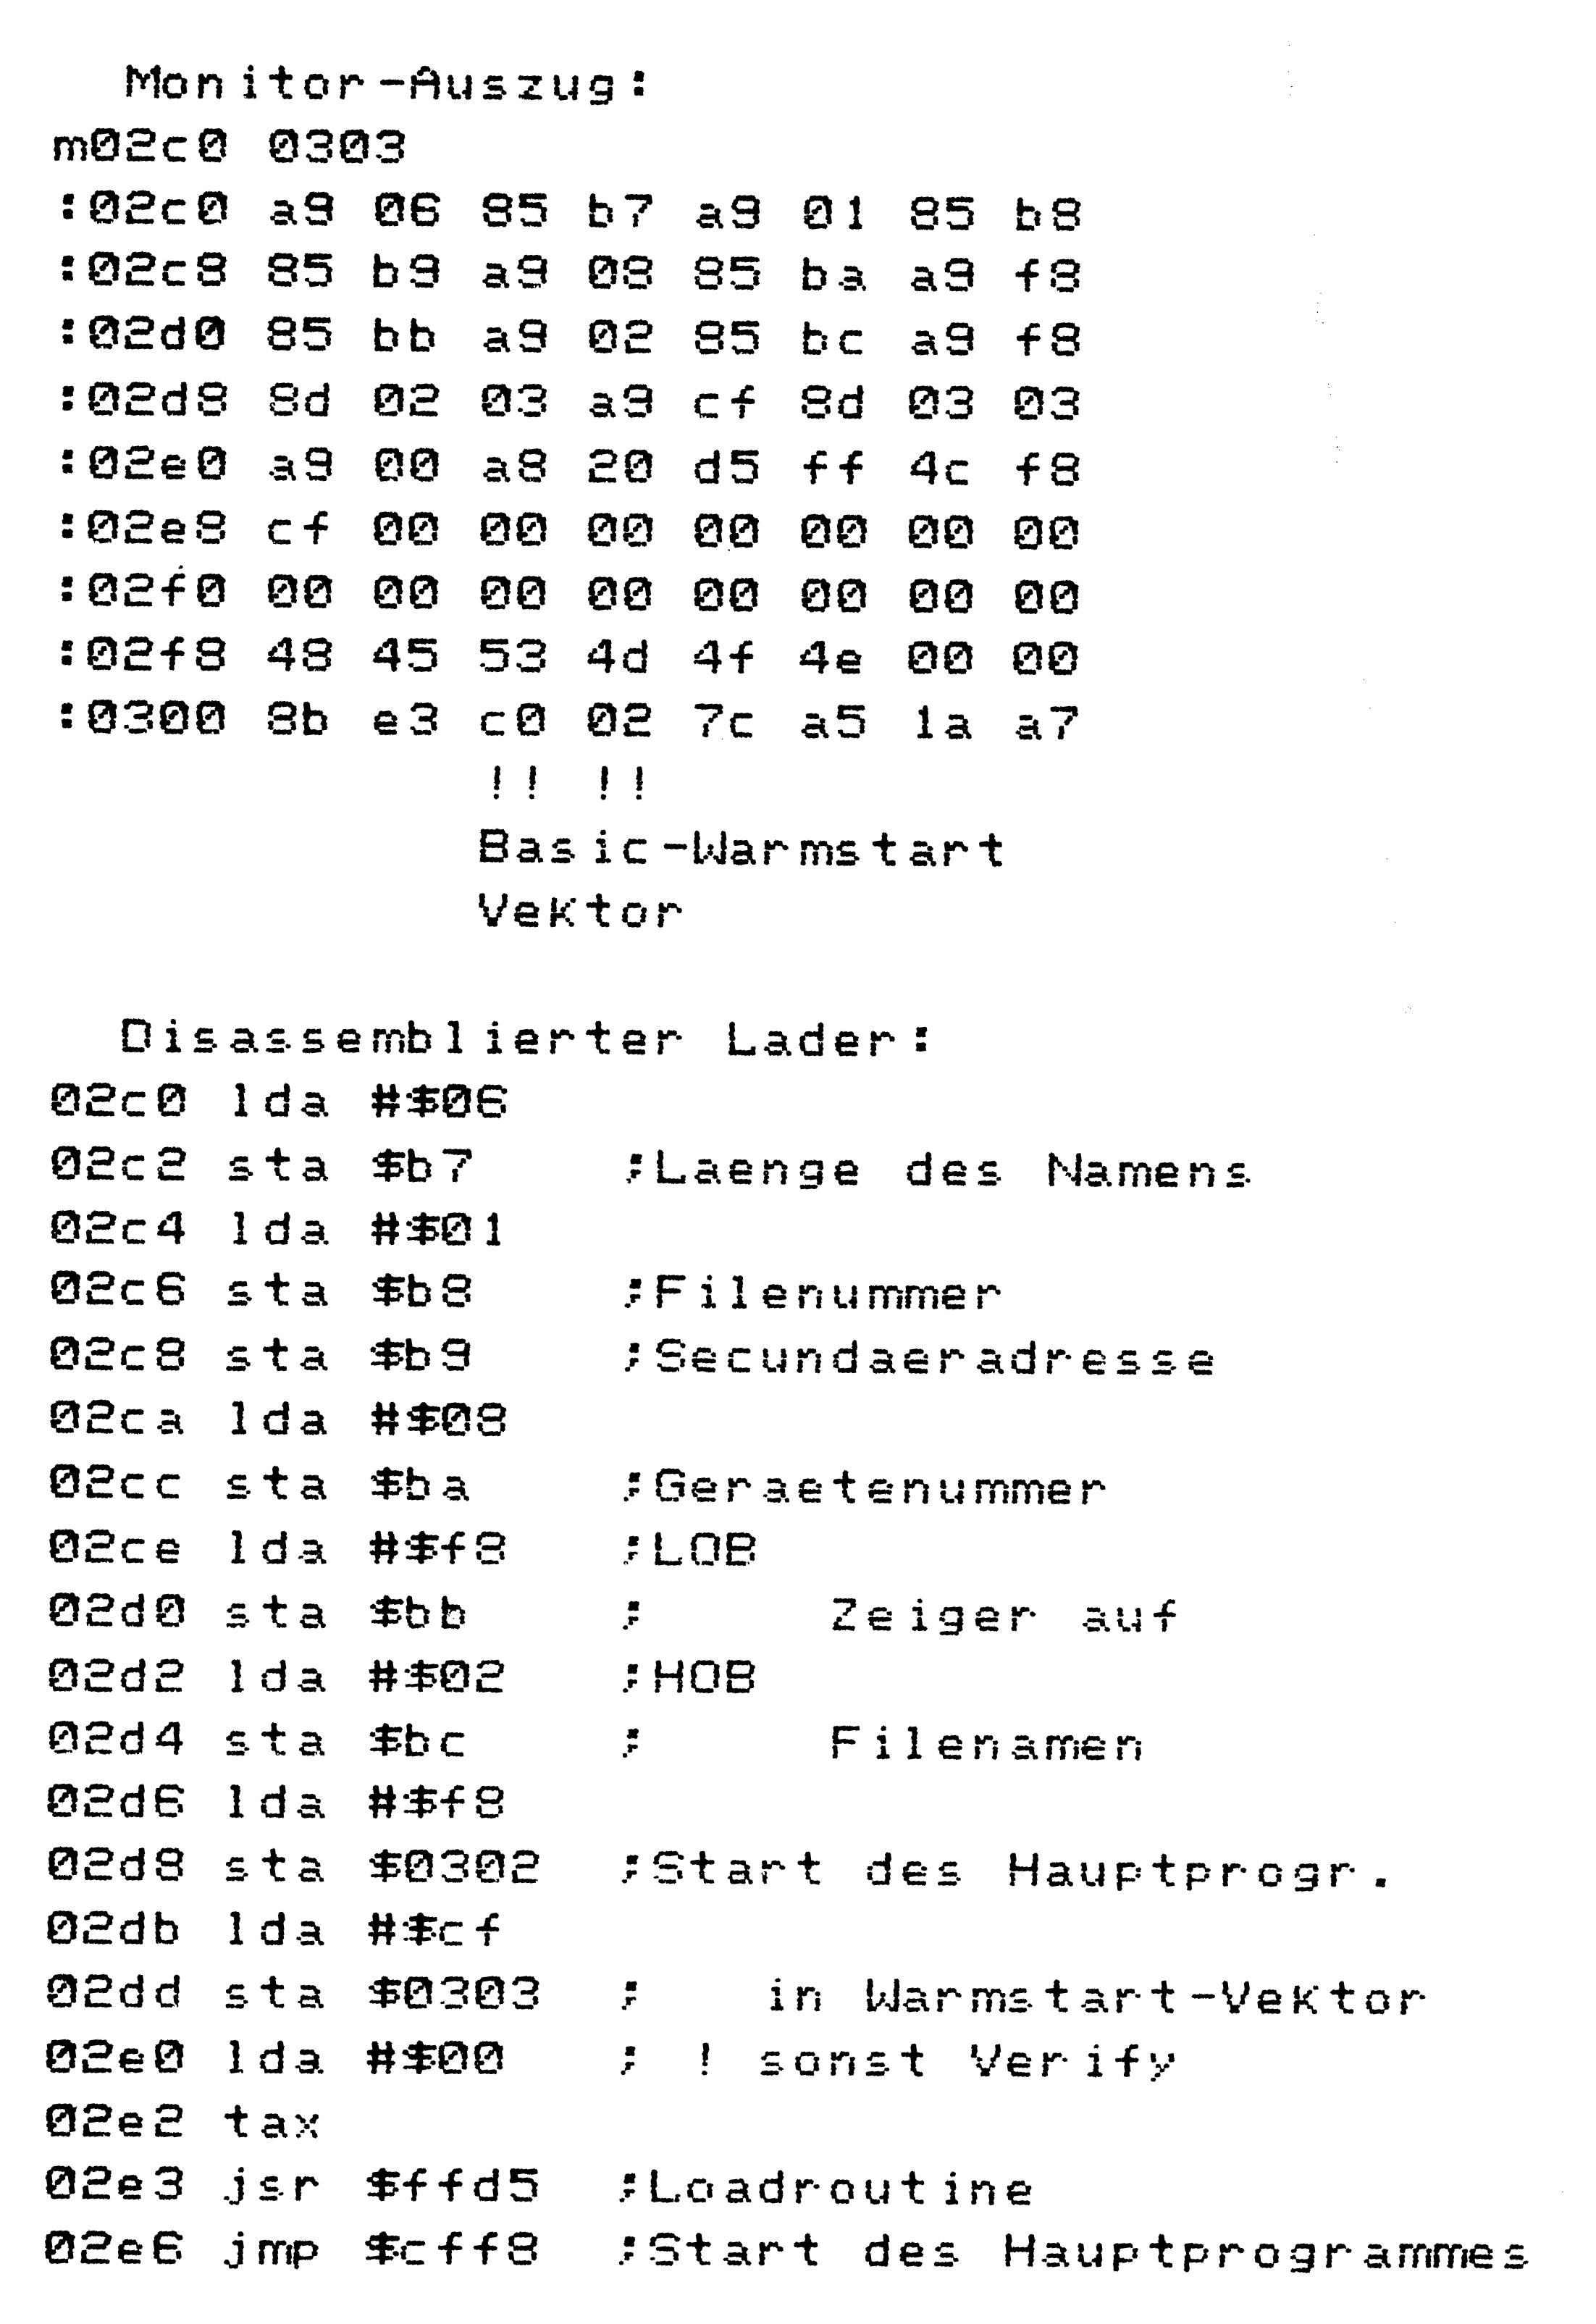 Monitor-Auszug:
m02c0 0303
:02c0 a9 06 85 b7 a9 01 85 b8
:02c8 85 b9 a9 08 85 ba a9 f8
:02d0 85 bb a9 02 85 bc a9 f8
:02d8 8d 02 03 a9 cf 8d 03 03
:02e0 a9 00 a8 20 d5 ff 4c f8
:02e8 cf 00 00 00 00 00 00 00
:02f0 00 00 00 00 00 00 00 00
:02f8 48 45 53 4d 4f 4e 00 00
:0300 8b e3 c0 02 7c a5 1a a7
!! !!
Basic-Warmstart
Vektor
Disassemblierter Lader:
02c0 lda #$06
02c2 sta $b7 ;Laenge des Namens
02c4 lda #$01
02c6 sta $b8 ;Filenummer
02c8 sta $b9 ;Secundaeradresse
02ca lda #$08
02cc sta $ba ;Geraetenummer
02ce lda #$f8 ;LOB
02d0 sta $bb ; Zeiger auf
02d2 lda #$02 ;HOB
02d4 sta $bc ; Filenamen
02d6 lda #$f8
02d8 sta $0302 ;Start des Hauptprogr.
02db lda #$cf
02dd sta $0303 ; in Warmstart-Vektor
02e0 lda #$00 ; ! sonst Verify
02e2 tax
02e3 jsr $ffd5 ;Loadroutine
02e6 jmp $cff8 ;Start des Hauptprogrammes